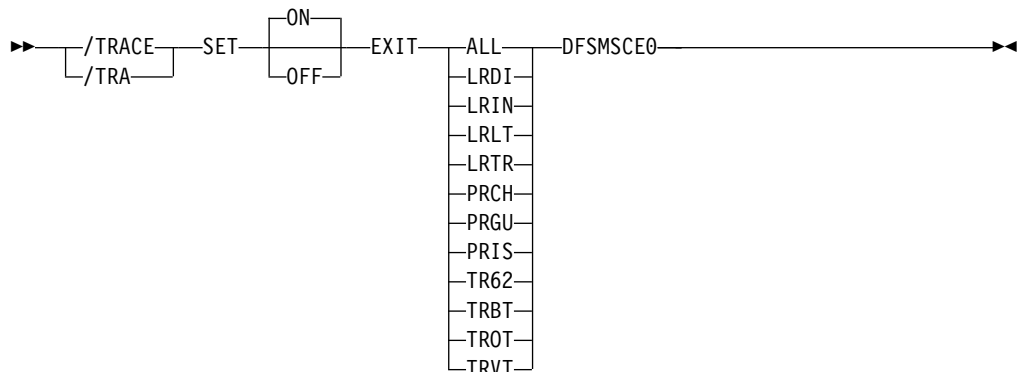 ON
/TRACE SET EXIT ALL DFSMSCE0
/TRA OFF LRDI
LRIN
LRLT
LRTR
PRCH
PRGU
PRIS
TR62
TRBT
TROT
TRVT